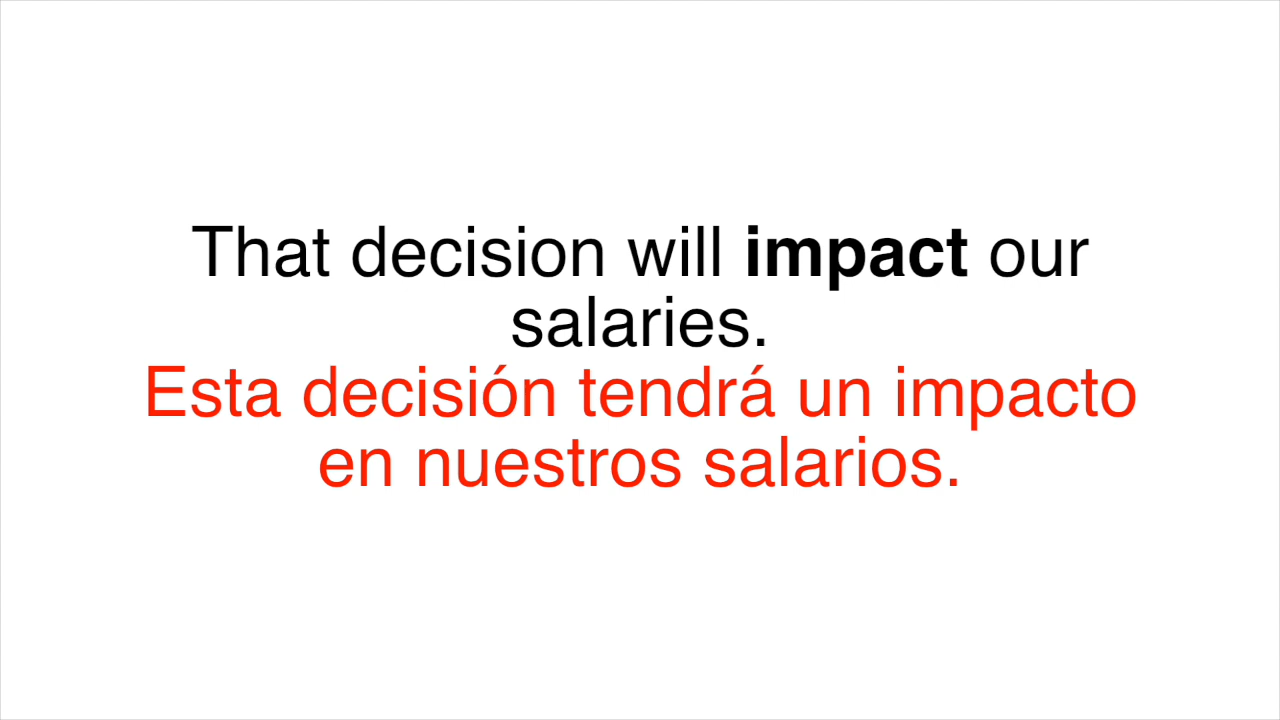 That decision will impact our
salaries.
Esta decisión tendrá un impacto
en nuestros salarios.